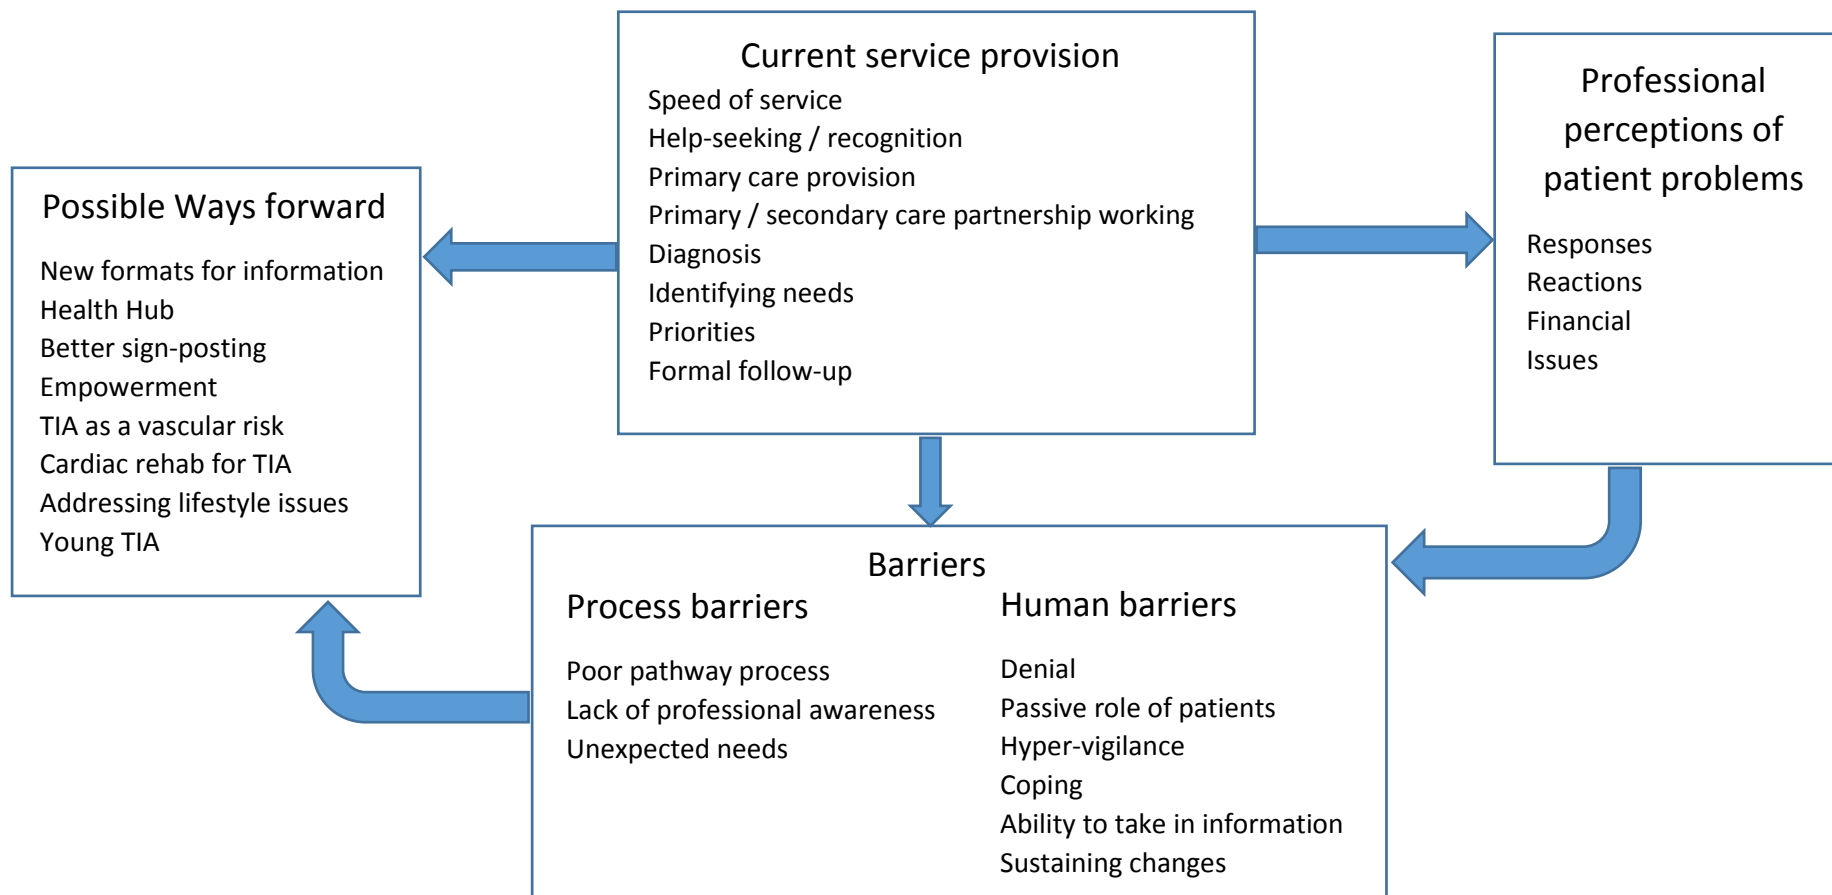 Current service provision
Speed of service
Help-seeking / recognition
Primary care provision
Primary / secondary care partnership working
Diagnosis
Identifying needs
Priorities
Formal follow-up
Professional
perceptions of
patient problems
Responses
Reactions
Financial
Issues
Possible Ways forward
New formats for information
Health Hub
Better sign-posting
Empowerment
TIA as a vascular risk
Cardiac rehab for TIA
Addressing lifestyle issues
Young TIA
Barriers
Process barriers
Poor pathway process
Lack of professional awareness
Unexpected needs
Human barriers
Denial
Passive role of patients
Hyper-vigilance
Coping
Ability to take in information
Sustaining changes